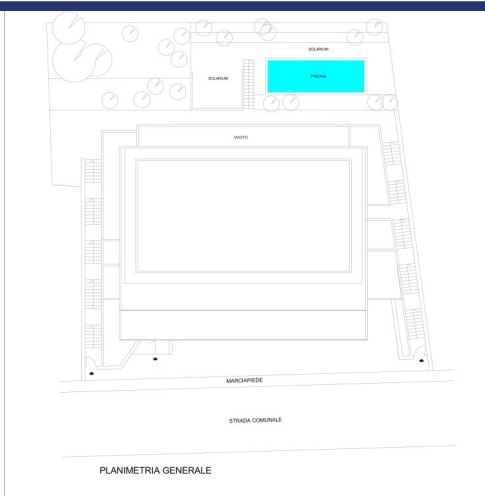 SOLARIUM
SOLARIUM
PISCINA
VUOTO
MARCIAPIEDE
STRADA COMUNALE
PLANIMETRIA GENERALE